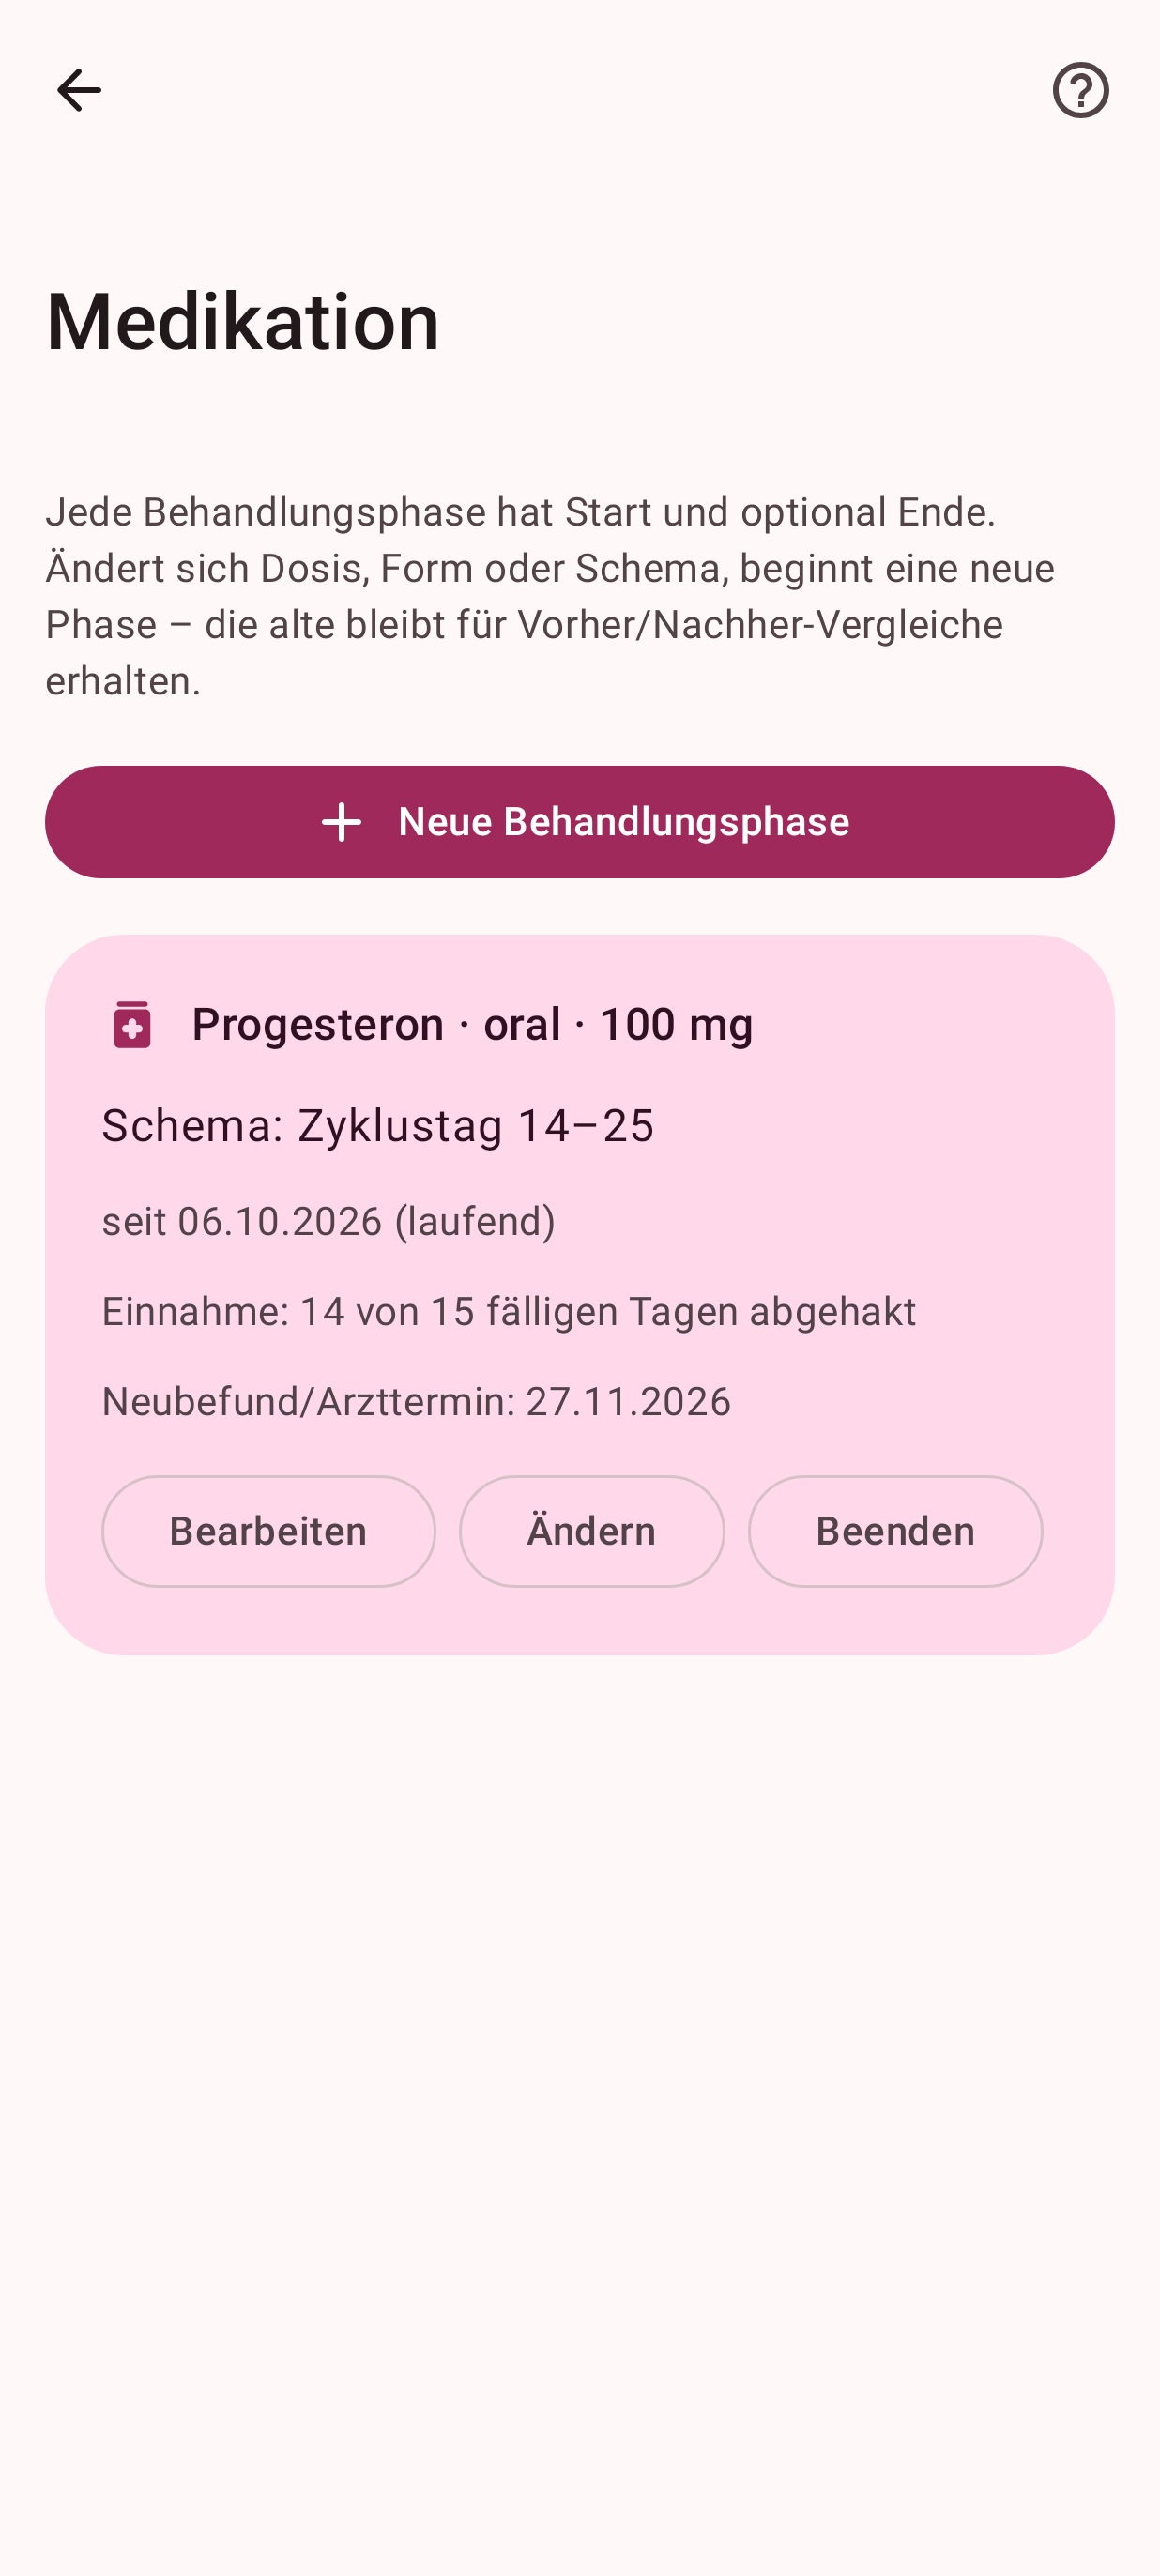 Medikation
Jede Behandlungsphase hat Start und optional Ende.
Ändert sich Dosis, Form oder Schema, beginnt eine neue
Phase – die alte bleibt für Vorher/Nachher-Vergleiche
erhalten.
Neue Behandlungsphase
Progesteron · oral · 100 mg
Schema: Zyklustag 14–25
seit 06.10.2026 (laufend)
Einnahme: 14 von 15 fälligen Tagen abgehakt
Neubefund/Arzttermin: 27.11.2026
Bearbeiten Ändern Beenden